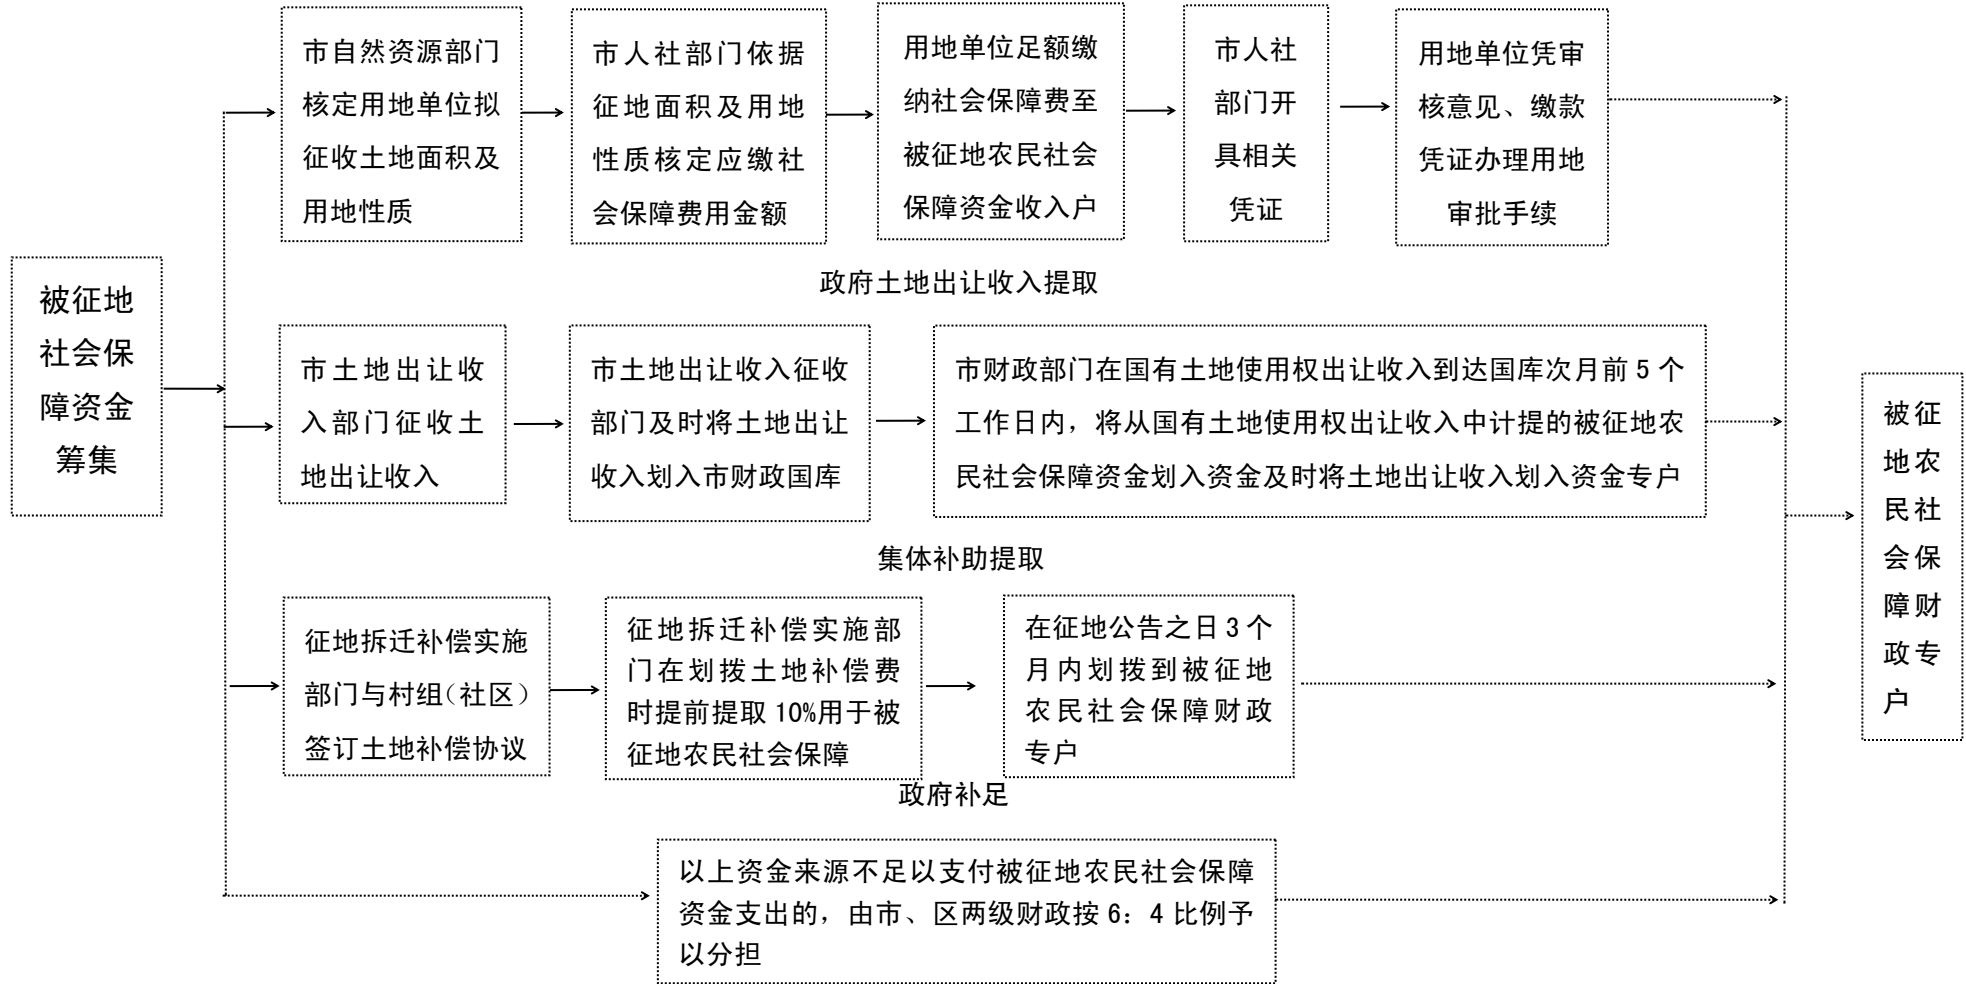 被征地
社会保
障资金
筹集
市自然资源部门
核定用地单位拟
征收土地面积及
用地性质
市人社部门依据
征地面积及用地
性质核定应缴社
会保障费用金额
用地单位足额缴
纳社会保障费至
被征地农民社会
保障资金收入户
市人社
部门开
具相关
凭证
用地单位凭审
核意见、缴款
凭证办理用地
审批手续
政府土地出让收入提取
市土地出让收
入部门征收土
地出让收入
市土地出让收入征收
部门及时将土地出让
收入划入市财政国库
市财政部门在国有土地使用权出让收入到达国库次月前 5 个
工作日内，将从国有土地使用权出让收入中计提的被征地农
民社会保障资金划入资金及时将土地出让收入划入资金专户
集体补助提取
征地拆迁补偿实施
部门与村组（社区）
签订土地补偿协议
征地拆迁补偿实施部
门在划拨土地补偿费
时提前提取 10%用于被
征地农民社会保障
在征地公告之日 3 个
月内划拨到被征地
农民社会保障财政
专户
政府补足
以上资金来源不足以支付被征地农民社会保障
资金支出的，由市、区两级财政按 6：4 比例予
以分担
被征
地农
民社
会保
障财
政专
户